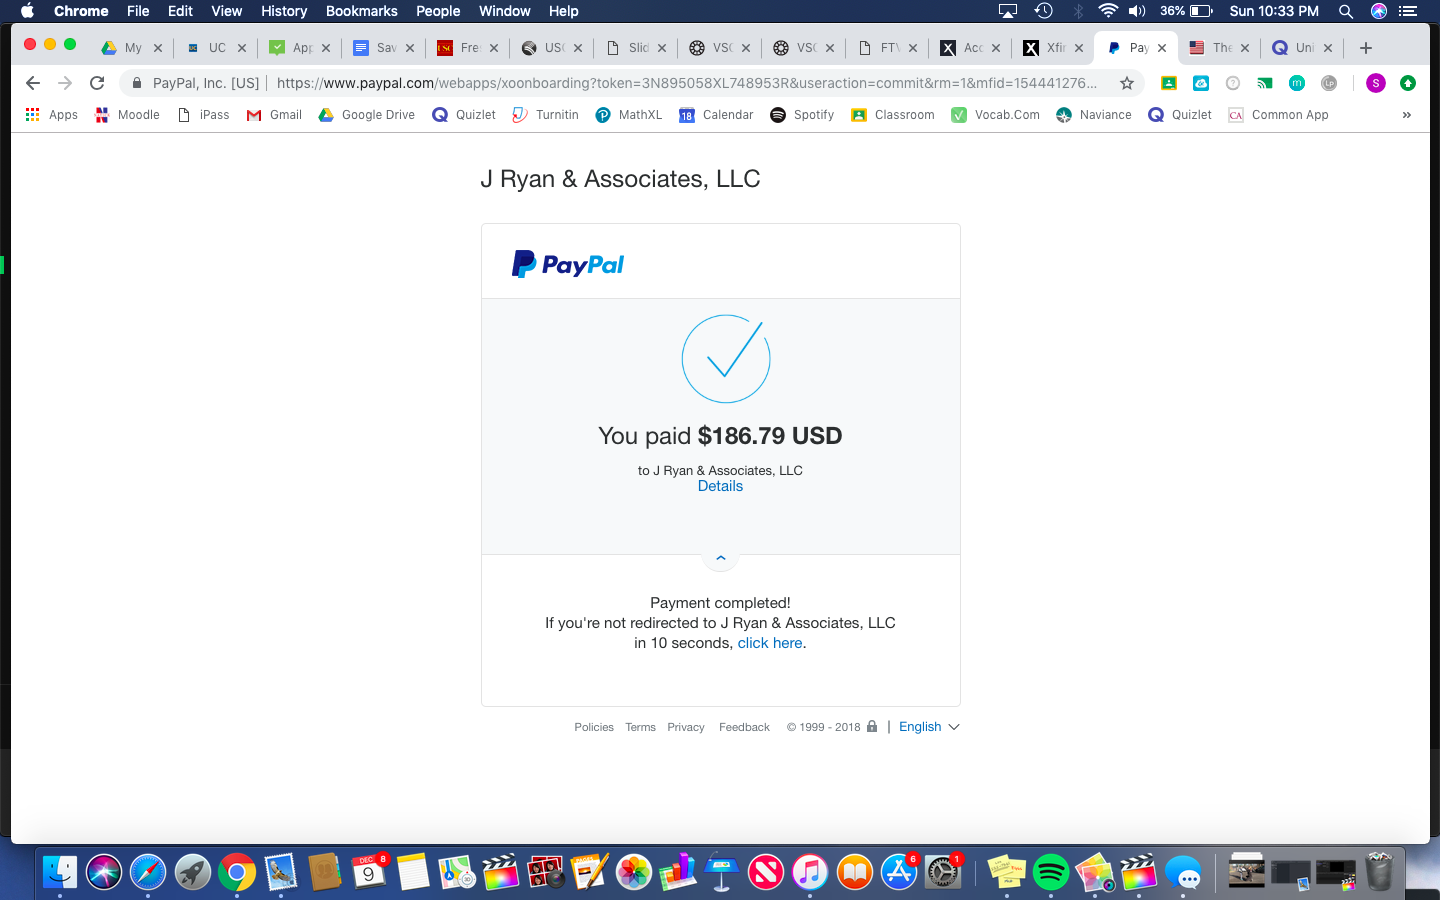 Chrome File Edit View History Bookmarks People Window Help 36% Sun 10:33 PM
My UC App Sav USC Fres USC Slid VSC VSC FTV X Acc X Xfir Pay The Uni
PayPal, Inc. [US] https://www.paypal.com/webapps/xoonboarding?token=3N895058XL748953R&useraction=commit&rm=1&mfid=154441276... S
Apps Moodle iPass Gmail Google Drive Quizlet Turnitin MathXL 18 Calendar Spotify Classroom Vocab.Com Naviance Quizlet CA Common App »
J Ryan & Associates, LLC
PayPal
You paid $186.79 USD
to J Ryan & Associates, LLC
Details
Payment completed!
If you're not redirected to J Ryan & Associates, LLC
in 10 seconds, click here.
Policies Terms Privacy Feedback © 1999 - 2018 | English
DEC 9 8 6 1